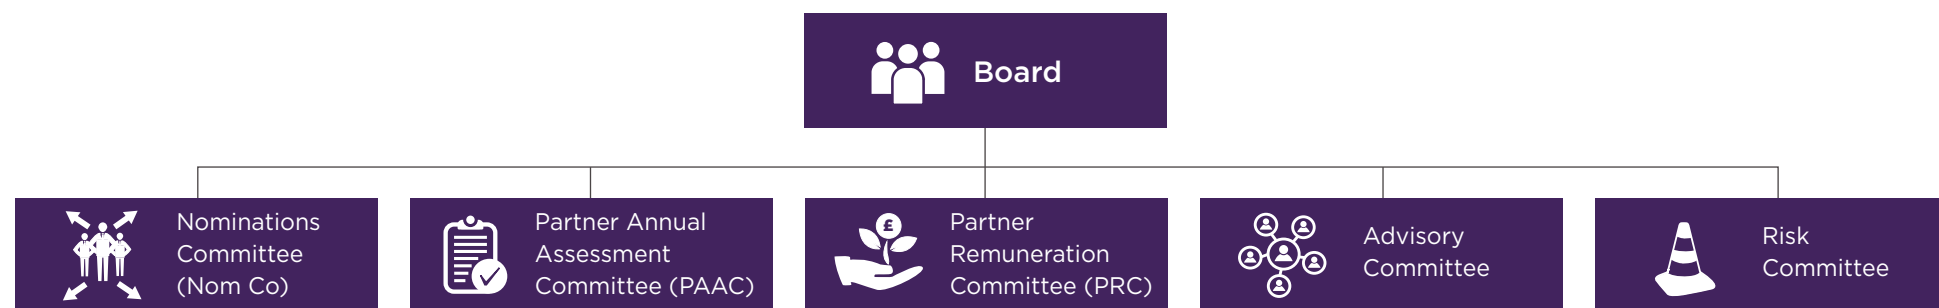 Board
Nominations
Committee
(Nom Co)
Partner Annual
Assessment
Committee (PAAC)
£
Partner
Remuneration
Committee (PRC)
Advisory
Committee
Risk
Committee